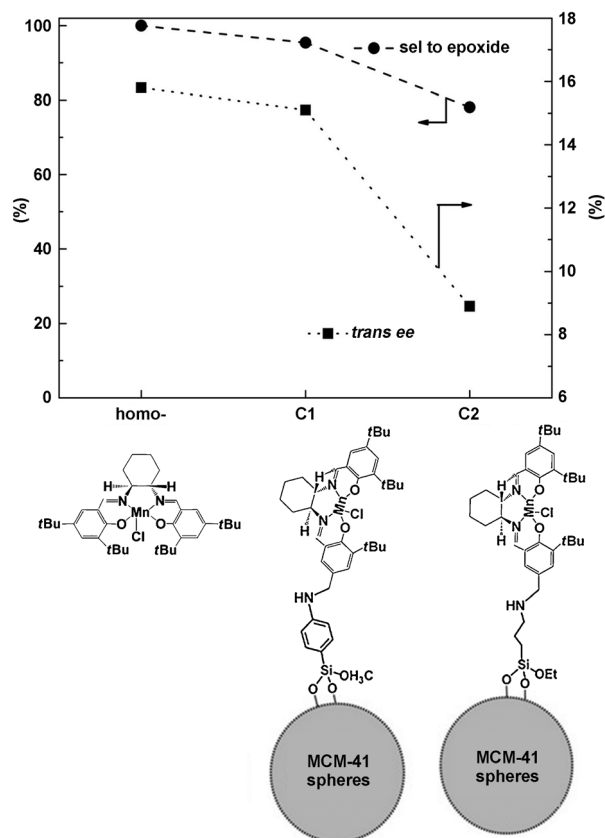 100
80
60
40
20
0
(%)
18
16
14
12
10
8
6
(%)
sel to epoxide
trans ee
homo-
C1
C2
H
H
N
N
Mn
O
O
Cl
tBu
tBu
tBu
tBu
tBu
tBu
H
N
O
Mn
Cl
N
O
H
tBu
HN
Si
OH₃C
O
O
MCM-41
spheres
tBu
tBu
H
N
O
Mn
Cl
N
O
H
tBu
HN
Si
OEt
O
O
MCM-41
spheres